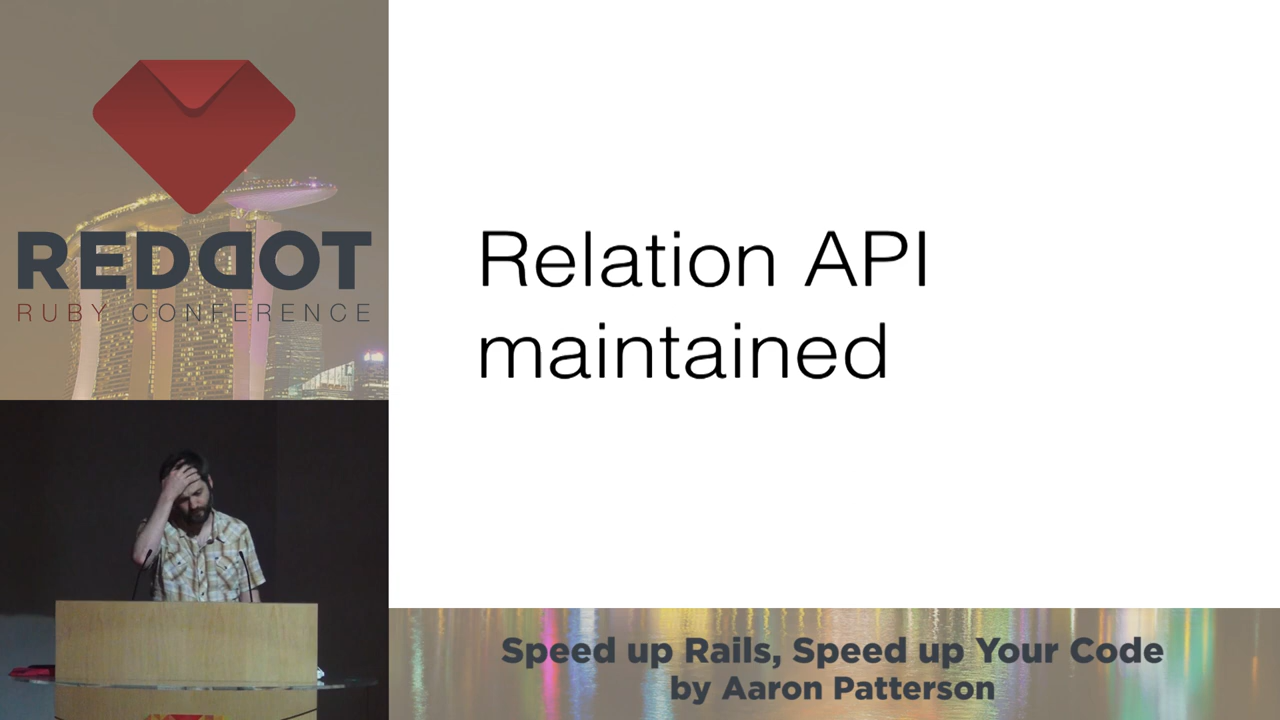 REDDOT
RUBY CONFERENCE
Relation API
maintained
Speed up Rails, Speed up Your Code
by Aaron Patterson